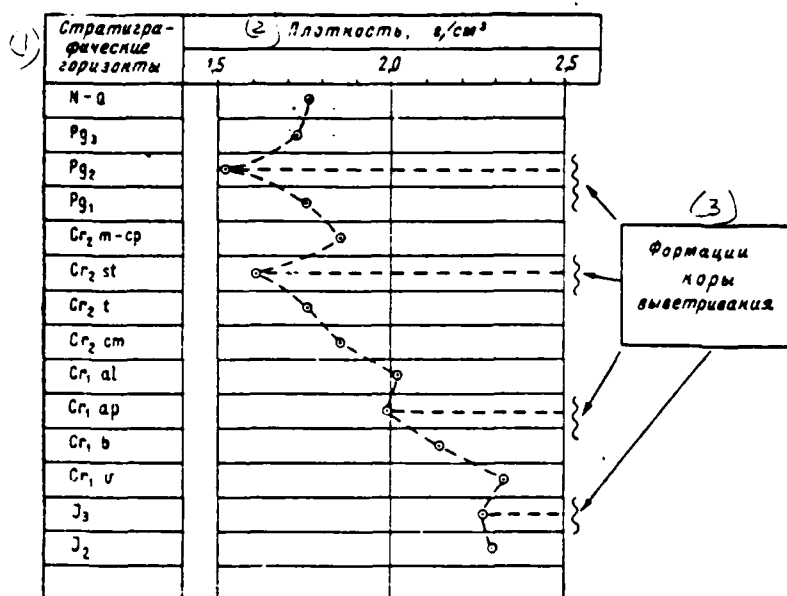 (1)
Стратигра-
фические
горизонты
(2) Плотность, г/см³
1,5 2,0 2,5
N-Q
Pg₃
Pg₂
Pg₁
Cr₂ m-cp
Cr₂ st
Cr₂ t
Cr₂ cm
Cr₁ al
Cr₁ ap
Cr₁ b
Cr₁ v
J₃
J₂
(3)
Формации
коры
выветривания